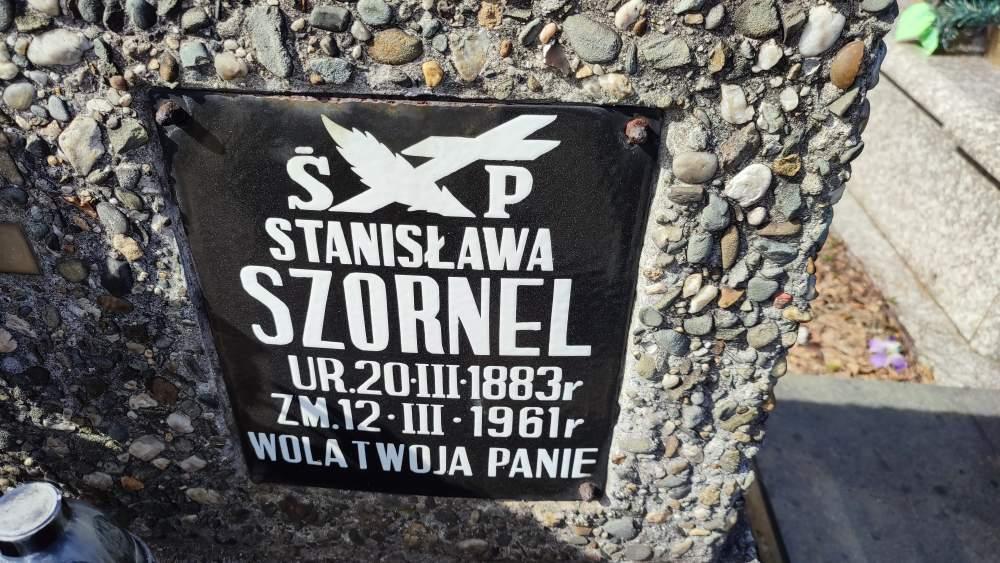 Ś P
STANISŁAWA
SZORNEL
UR.20·III·1883r
ZM.12·III·1961r
WOLA TWOJA PANIE